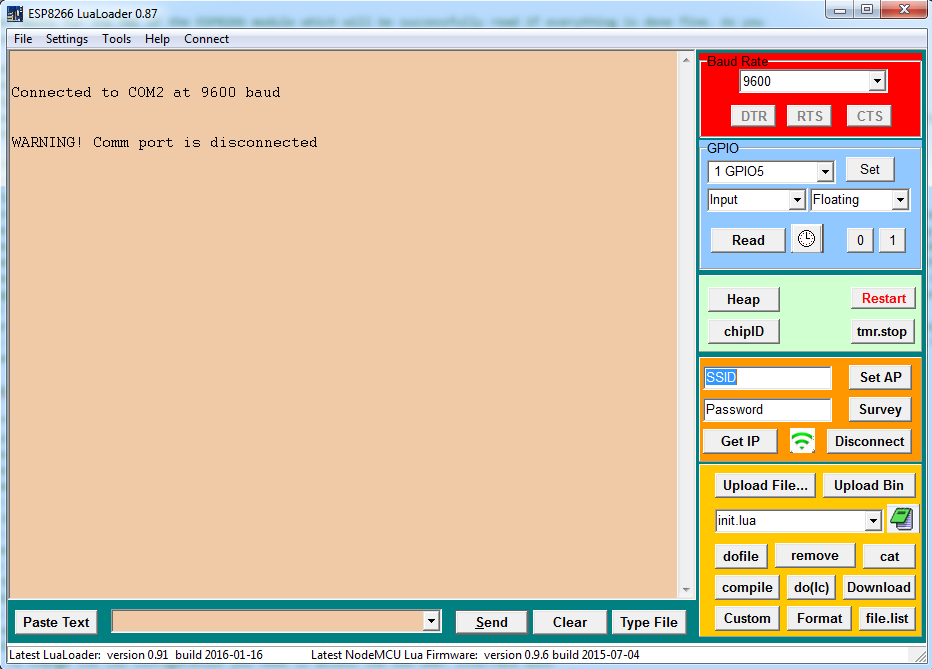 ESP8266 LuaLoader 0.87
File Settings Tools Help Connect
Connected to COM2 at 9600 baud
WARNING! Comm port is disconnected
Baud Rate
9600
DTR RTS CTS
GPIO
1 GPIO5 Set
Input Floating
Read 0 1
Heap Restart
chipID tmr.stop
SSID Set AP
Password Survey
Get IP Disconnect
Upload File... Upload Bin
init.lua
dofile remove cat
compile do(lc) Download
Custom Format file.list
Paste Text Send Clear Type File
Latest LuaLoader: version 0.91 build 2016-01-16 Latest NodeMCU Lua Firmware: version 0.9.6 build 2015-07-04